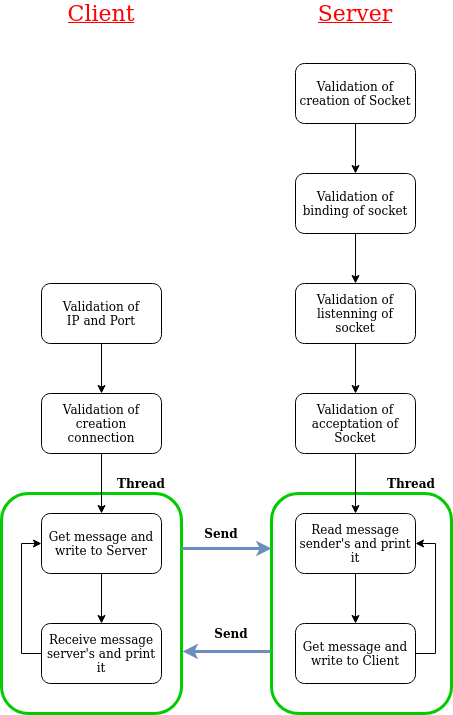 Client
Server
Validation of
creation of Socket
Validation of
binding of socket
Validation of
IP and Port
Validation of
listenning of
socket
Validation of
creation
connection
Validation of
acceptation of
Socket
Thread
Thread
Get message and
write to Server
Send
Read message
sender's and print
it
Receive message
server's and print
it
Send
Get message and
write to Client